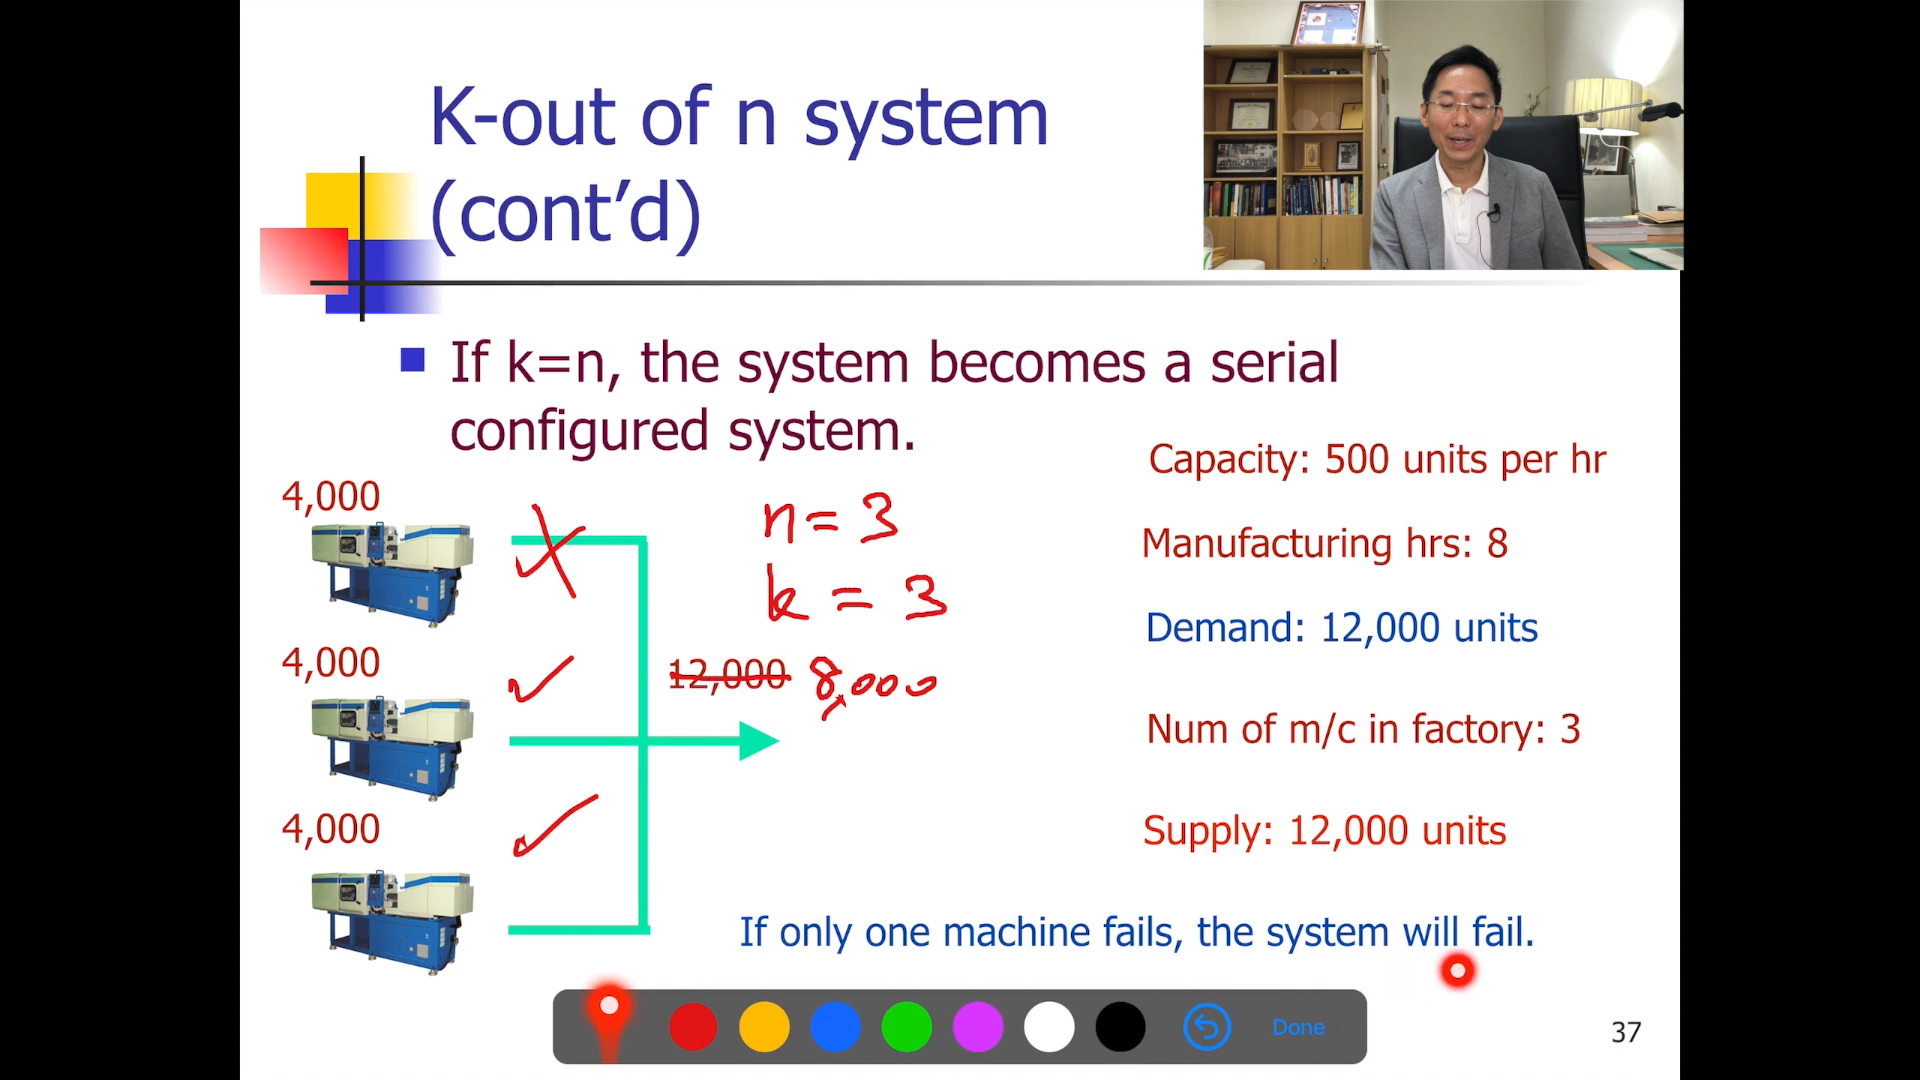 K-out of n system
(cont’d)
If k=n, the system becomes a serial
configured system.
Capacity: 500 units per hr
4,000
n = 3
Manufacturing hrs: 8
k = 3
Demand: 12,000 units
4,000
12,000 8,000
Num of m/c in factory: 3
4,000
Supply: 12,000 units
If only one machine fails, the system will fail.
Done
37